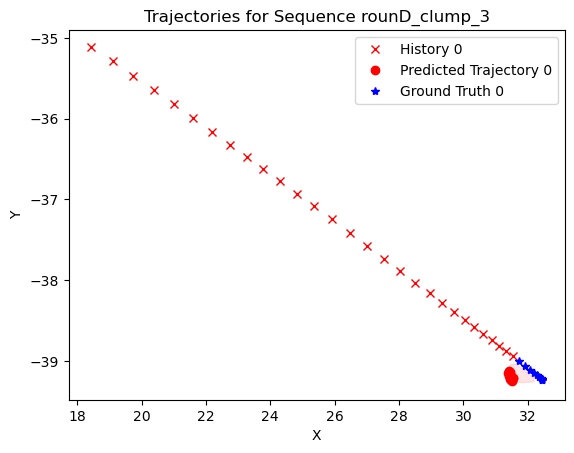 Trajectories for Sequence rounD_clump_3
History 0
Predicted Trajectory 0
Ground Truth 0
−35
−36
−37
−38
−39
Y
18
20
22
24
26
28
30
32
X